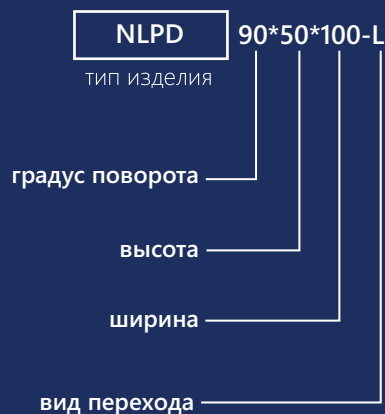 NLPD 90*50*100-L
тип изделия
градус поворота
высота
ширина
вид перехода